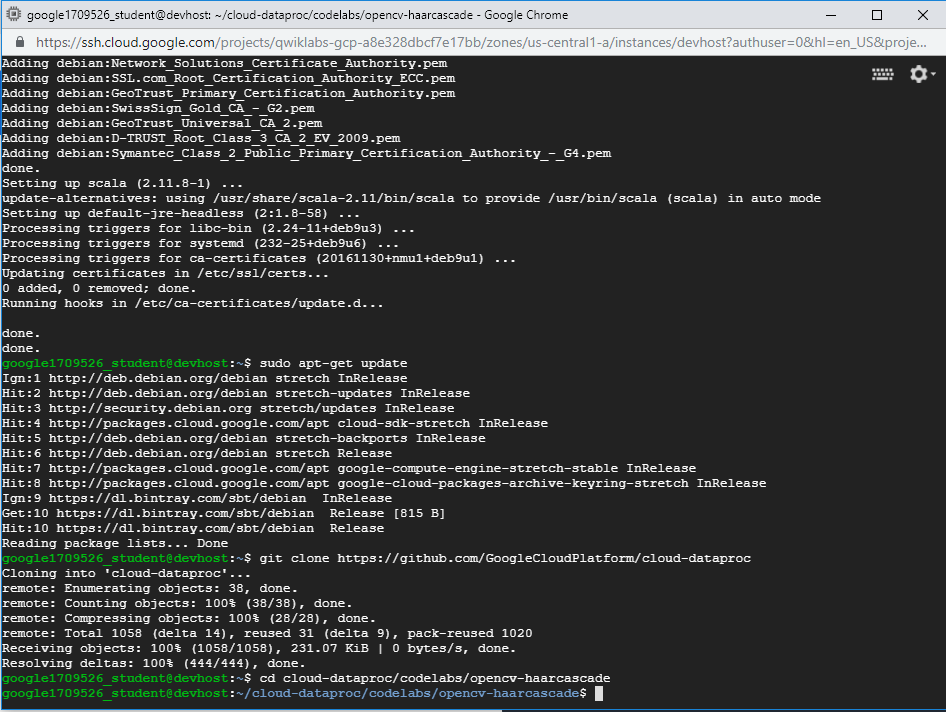 google1709526_student@devhost: ~/cloud-dataproc/codelabs/opencv-haarcascade - Google Chrome
https://ssh.cloud.google.com/projects/qwiklabs-gcp-a8e328dbcf7e17bb/zones/us-central1-a/instances/devhost?authuser=0&hl=en_US&proje...
Adding debian:Network_Solutions_Certificate_Authority.pem
Adding debian:SSL.com_Root_Certification_Authority_ECC.pem
Adding debian:GeoTrust_Primary_Certification_Authority.pem
Adding debian:SwissSign_Gold_CA_-_G2.pem
Adding debian:GeoTrust_Universal_CA_2.pem
Adding debian:D-TRUST_Root_Class_3_CA_2_EV_2009.pem
Adding debian:Symantec_Class_2_Public_Primary_Certification_Authority_-_G4.pem
done.
Setting up scala (2.11.8-1) ...
update-alternatives: using /usr/share/scala-2.11/bin/scala to provide /usr/bin/scala (scala) in auto mode
Setting up default-jre-headless (2:1.8-58) ...
Processing triggers for libc-bin (2.24-11+deb9u3) ...
Processing triggers for systemd (232-25+deb9u6) ...
Processing triggers for ca-certificates (20161130+nmu1+deb9u1) ...
Updating certificates in /etc/ssl/certs...
0 added, 0 removed; done.
Running hooks in /etc/ca-certificates/update.d...
done.
done.
google1709526_student@devhost:~$ sudo apt-get update
Ign:1 http://deb.debian.org/debian stretch InRelease
Hit:2 http://deb.debian.org/debian stretch-updates InRelease
Hit:3 http://security.debian.org stretch/updates InRelease
Hit:4 http://packages.cloud.google.com/apt cloud-sdk-stretch InRelease
Hit:5 http://deb.debian.org/debian stretch-backports InRelease
Hit:6 http://deb.debian.org/debian stretch Release
Hit:7 http://packages.cloud.google.com/apt google-compute-engine-stretch-stable InRelease
Hit:8 http://packages.cloud.google.com/apt google-cloud-packages-archive-keyring-stretch InRelease
Ign:9 https://dl.bintray.com/sbt/debian  InRelease
Get:10 https://dl.bintray.com/sbt/debian  Release [815 B]
Hit:10 https://dl.bintray.com/sbt/debian  Release
Reading package lists... Done
google1709526_student@devhost:~$ git clone https://github.com/GoogleCloudPlatform/cloud-dataproc
Cloning into 'cloud-dataproc'...
remote: Enumerating objects: 38, done.
remote: Counting objects: 100% (38/38), done.
remote: Compressing objects: 100% (28/28), done.
remote: Total 1058 (delta 14), reused 31 (delta 9), pack-reused 1020
Receiving objects: 100% (1058/1058), 231.07 KiB | 0 bytes/s, done.
Resolving deltas: 100% (444/444), done.
google1709526_student@devhost:~$ cd cloud-dataproc/codelabs/opencv-haarcascade
google1709526_student@devhost:~/cloud-dataproc/codelabs/opencv-haarcascade$